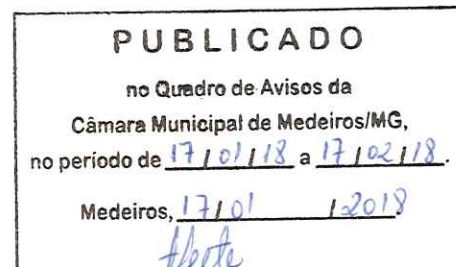 PUBLICADO
no Quadro de Avisos da
Câmara Municipal de Medeiros/MG,
no período de 17/01/18 a 17/02/18.
Medeiros, 17/01/2018